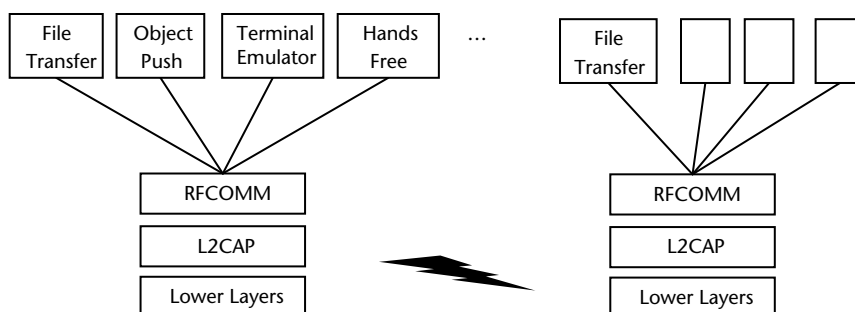 File
Transfer
Object
Push
Terminal
Emulator
Hands
Free
...
File
Transfer
RFCOMM
RFCOMM
L2CAP
L2CAP
Lower Layers
Lower Layers